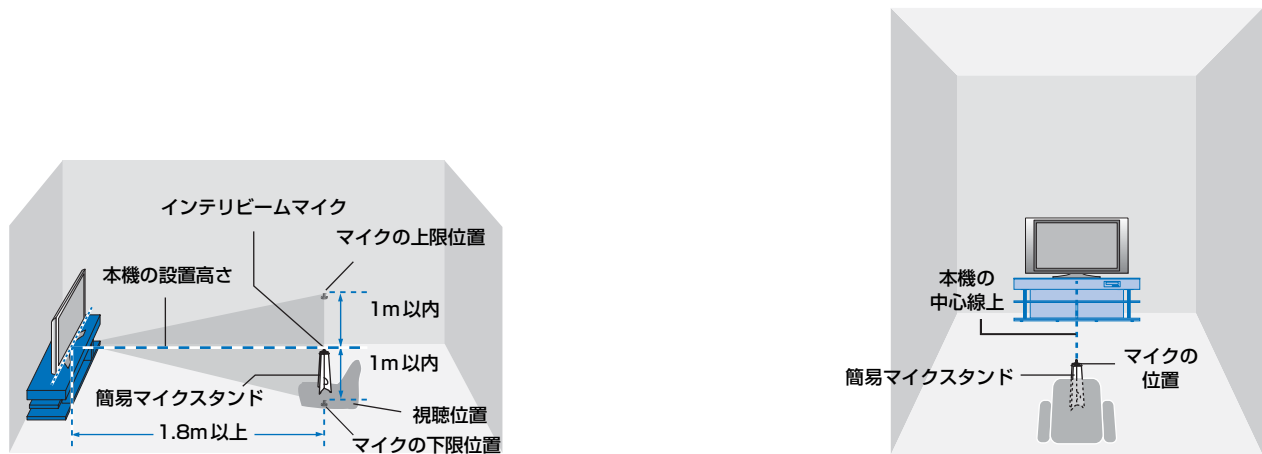 インテリビームマイク
マイクの上限位置
本機の設置高さ
1m以内
1m以内
簡易マイクスタンド
視聴位置
1.8m以上
マイクの下限位置
本機の
中心線上
簡易マイクスタンド
マイクの
位置